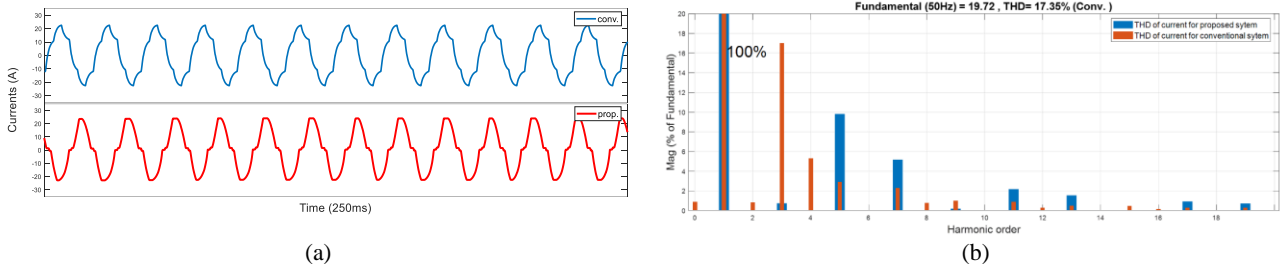 Currents (A)
30
20
10
0
-10
-20
-30
conv.
30
20
10
0
-10
-20
-30
prop.
Time (250ms)
(a)
Fundamental (50Hz) = 19.72 , THD= 17.35% (Conv. )
Mag (% of Fundamental)
20
18
16
14
12
10
8
6
4
2
0
100%
THD of current for proposed sytem
THD of current for conventional sytem
0 2 4 6 8 10 12 14 16 18
Harmonic order
(b)